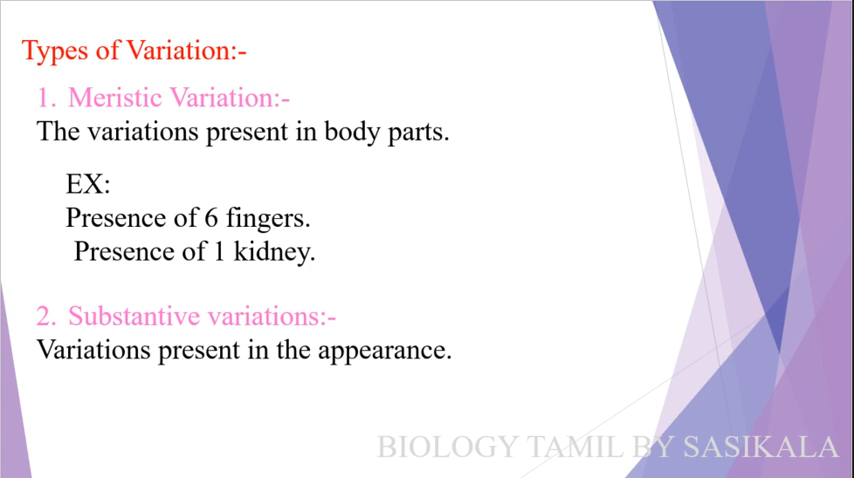 Types of Variation:-
1. Meristic Variation:-
The variations present in body parts.
EX:
Presence of 6 fingers.
Presence of 1 kidney.
2. Substantive variations:-
Variations present in the appearance.
BIOLOGY TAMIL BY SASIKALA